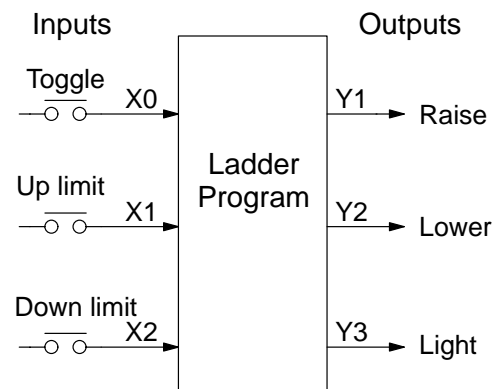 Inputs
Outputs
Toggle
X0
Y1
Raise
Ladder
Program
Up limit
X1
Y2
Lower
Down limit
X2
Y3
Light